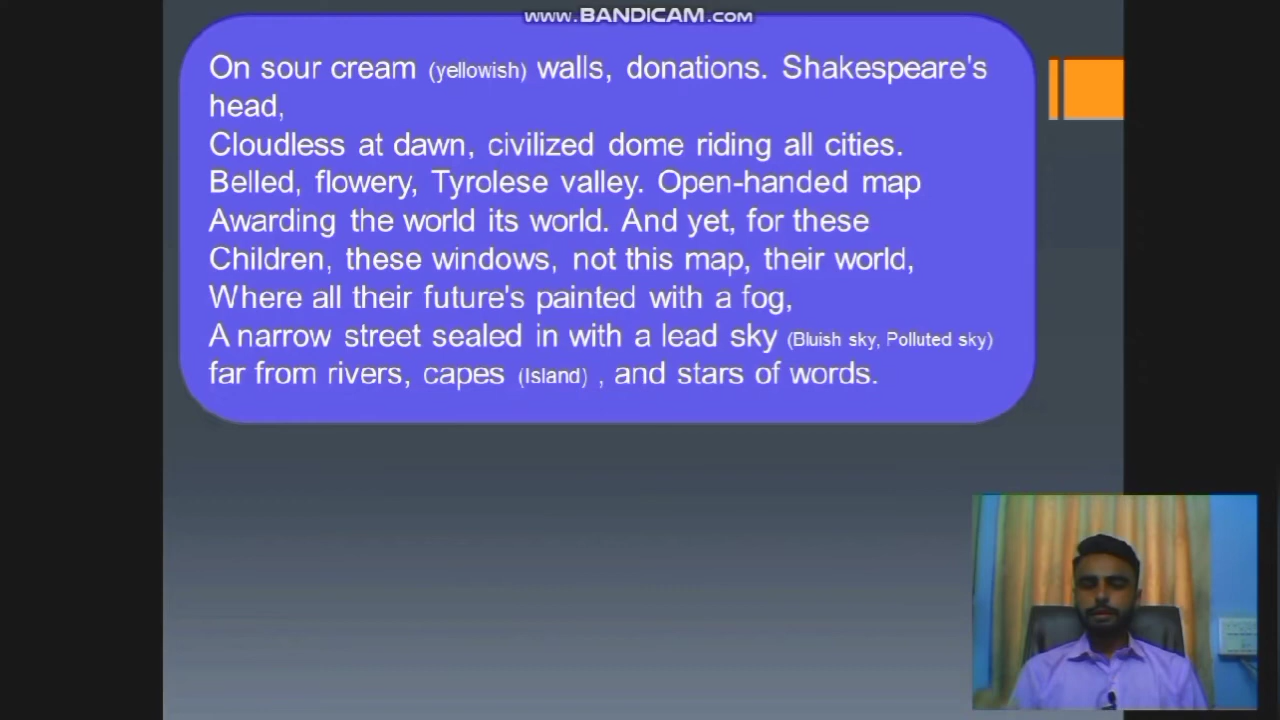 www.BANDICAM.com
On sour cream (yellowish) walls, donations. Shakespeare's
head,
Cloudless at dawn, civilized dome riding all cities.
Belled, flowery, Tyrolese valley. Open-handed map
Awarding the world its world. And yet, for these
Children, these windows, not this map, their world,
Where all their future's painted with a fog,
A narrow street sealed in with a lead sky (Bluish sky, Polluted sky)
far from rivers, capes (Island) , and stars of words.